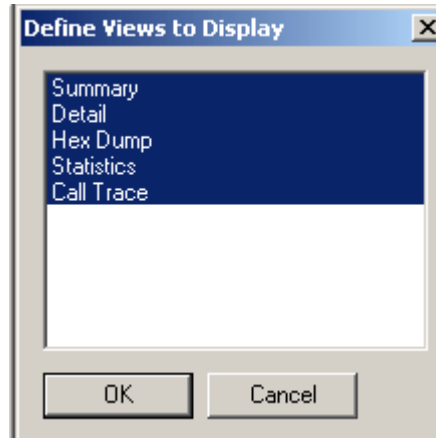 Define Views to Display
Summary
Detail
Hex Dump
Statistics
Call Trace
OK
Cancel